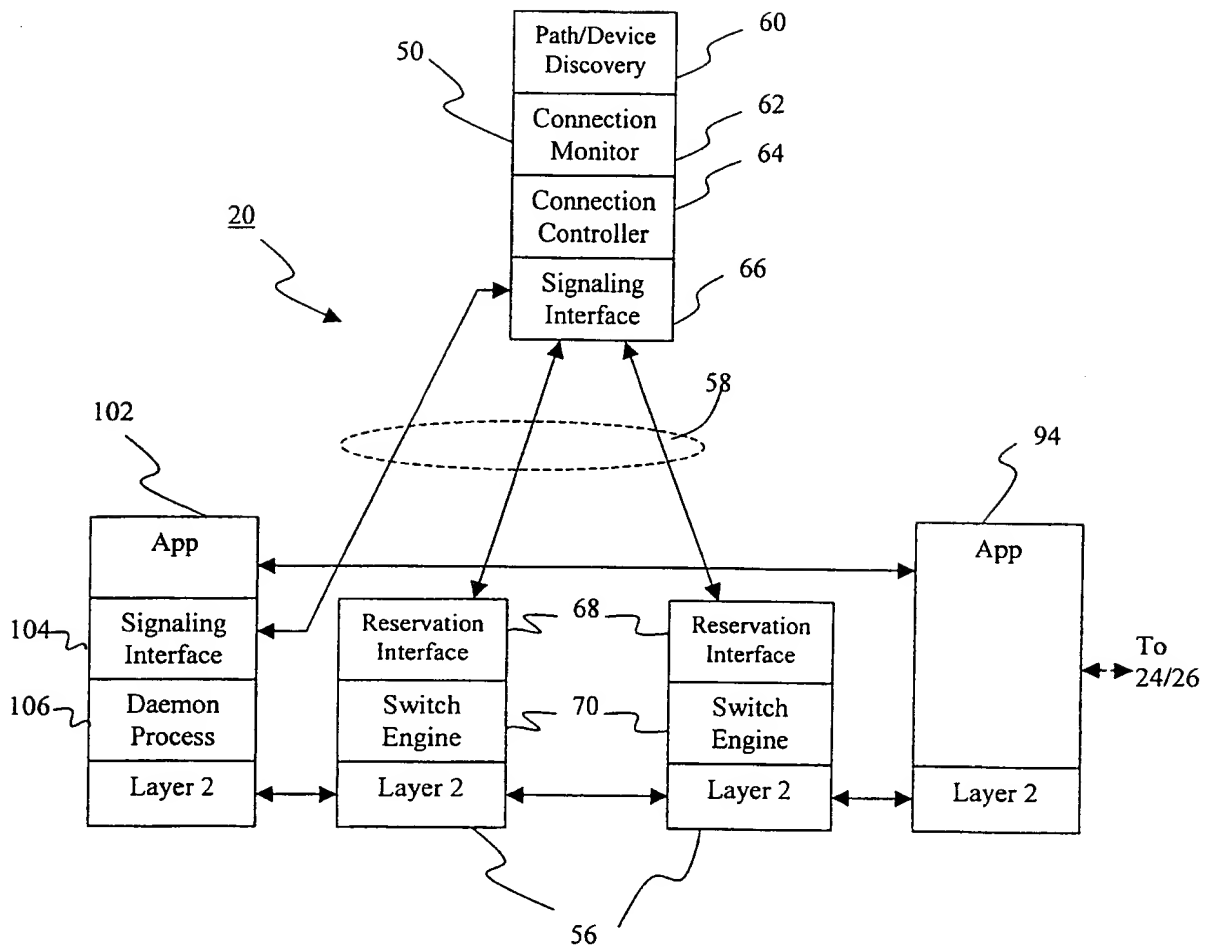 Path/Device
Discovery
60
50
Connection
Monitor
62
Connection
Controller
64
20
Signaling
Interface
66
58
102
94
App
App
104
Signaling
Interface
Reservation
Interface
68
Reservation
Interface
To
24/26
106
Daemon
Process
Switch
Engine
70
Switch
Engine
Layer 2
Layer 2
Layer 2
Layer 2
56